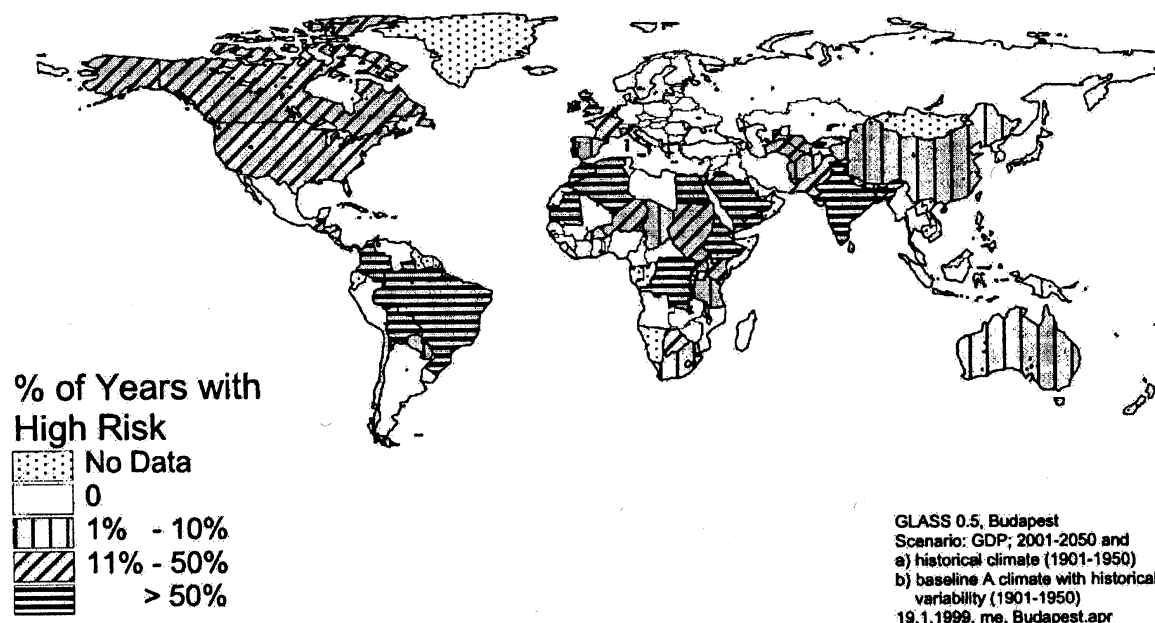 % of Years with
High Risk
No Data
0
1% - 10%
11% - 50%
> 50%
GLASS 0.5, Budapest
Scenario: GDP; 2001-2050 and
a) historical climate (1901-1950)
b) baseline A climate with historical
variability (1901-1950)
19.1.1999, me, Budapest.apr